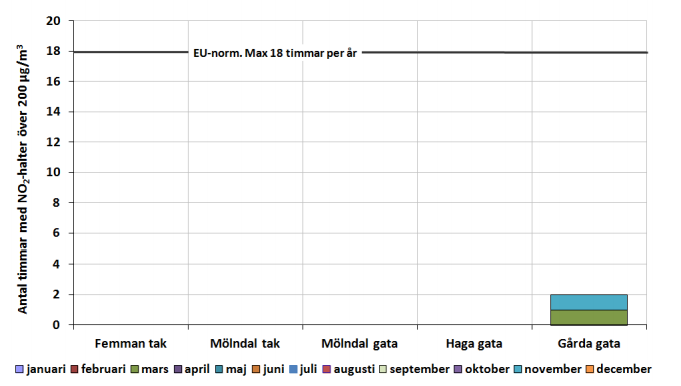 Antal timmar med NO₂-halter över 200 µg/m³
20
18
16
14
12
10
8
6
4
2
0
EU-norm. Max 18 timmar per år
Femman tak Mölndal tak Mölndal gata Haga gata Gårda gata
januari februari mars april maj juni juli augusti september oktober november december